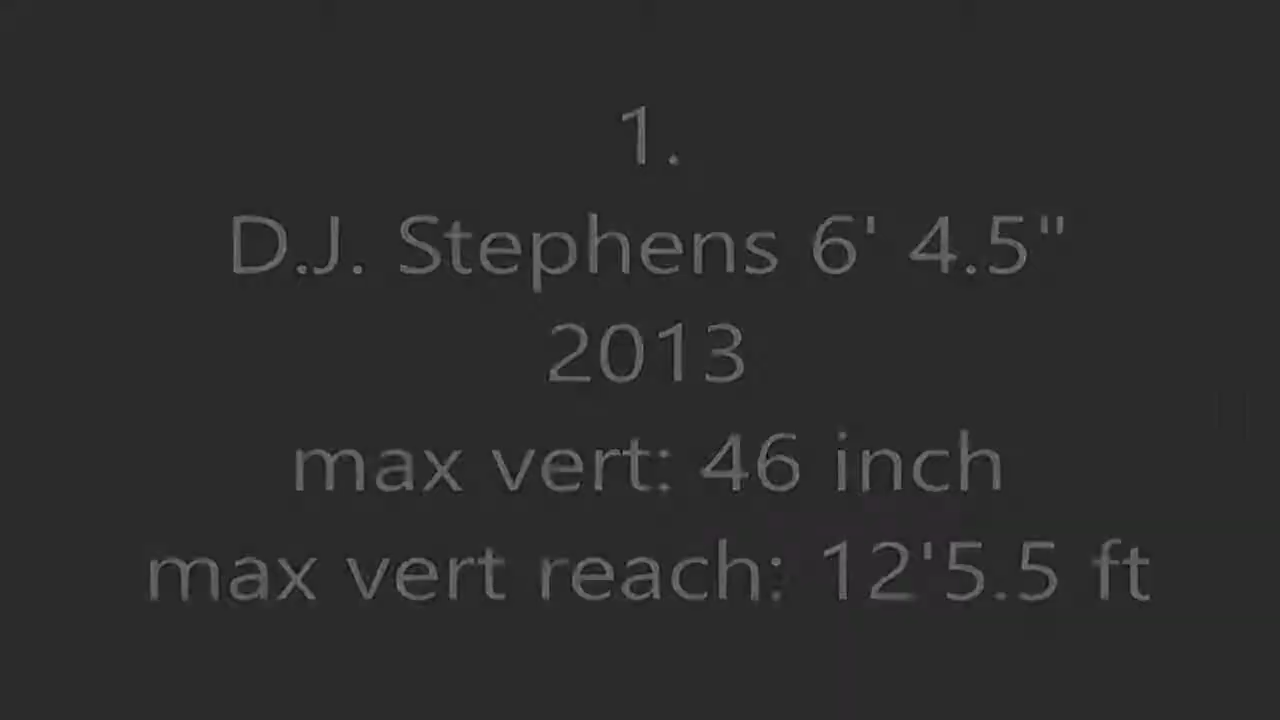 1.
D.J. Stephens 6' 4.5"
2013
max vert: 46 inch
max vert reach: 12'5.5 ft